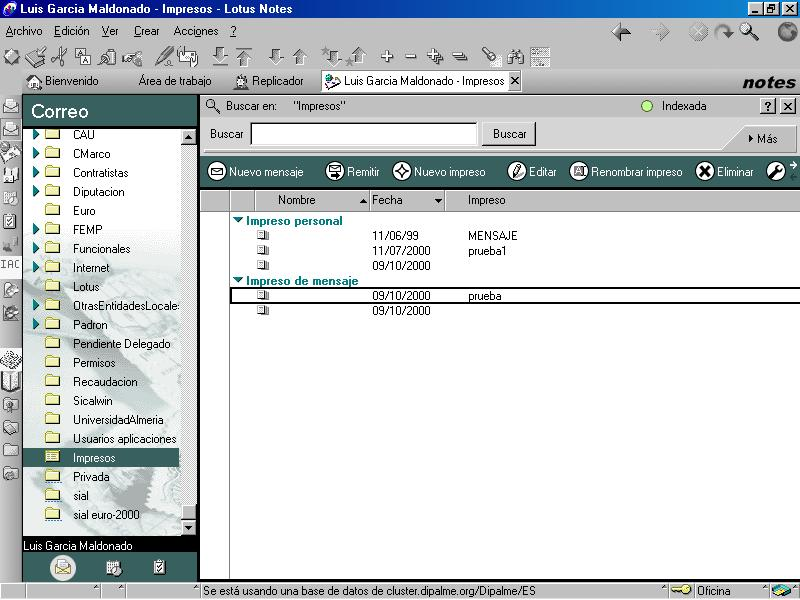 Luis Garcia Maldonado - Impresos - Lotus Notes
Archivo Edición Ver Crear Acciones ?
Bienvenido Área de trabajo Replicador Luis Garcia Maldonado - Impresos
notes
Correo
CAU
CMarco
Contratistas
Diputacion
Euro
FEMP
Funcionales
IAC
Internet
Lotus
OtrasEntidadesLocale
Padron
Pendiente Delegado
Permisos
Recaudacion
Sicalwin
UniversidadAlmeria
Usuarios aplicaciones
Impresos
Privada
sial
sial euro-2000
Luis Garcia Maldonado
Buscar en: "Impresos" Indexada ?
Buscar Buscar
Más
Nuevo mensaje Remitir Nuevo impreso Editar Renombrar impreso Eliminar
Nombre Fecha Impreso
Impreso personal
11/06/99 MENSAJE
11/07/2000 prueba1
09/10/2000
Impreso de mensaje
09/10/2000 prueba
09/10/2000
Se está usando una base de datos de cluster.dipalme.org/Dipalme/ES Oficina